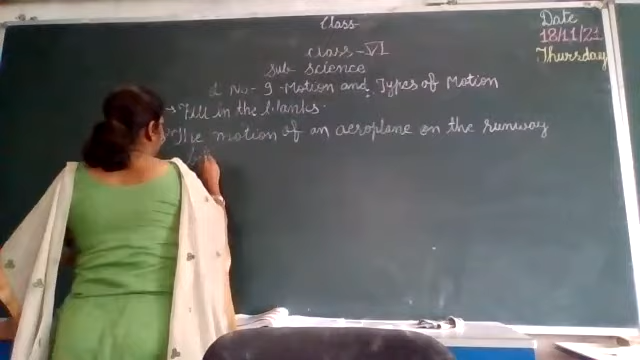 Class
Date
18/11/21
Thursday
Class - VI
Sub Science
L No - 9 - Motion and Types of Motion
→ Fill in the blanks.
The motion of an aeroplane on the runway